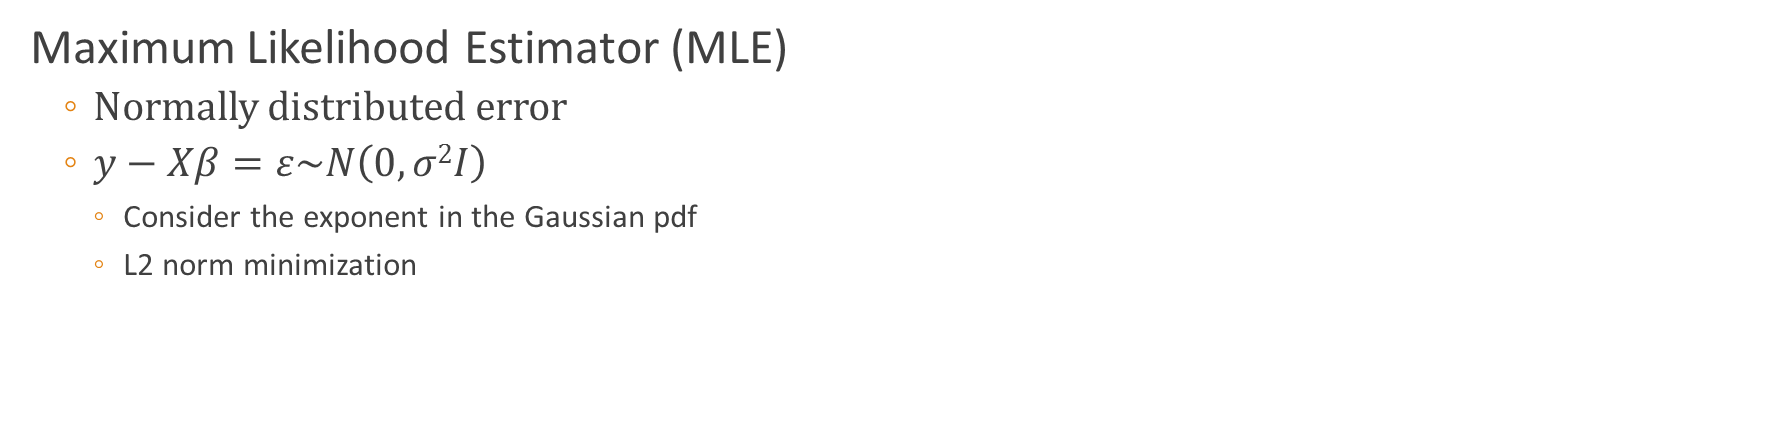 Maximum Likelihood Estimator (MLE)
◦ Normally distributed error
◦ y − Xβ = ε~N(0, σ²I)
◦ Consider the exponent in the Gaussian pdf
◦ L2 norm minimization